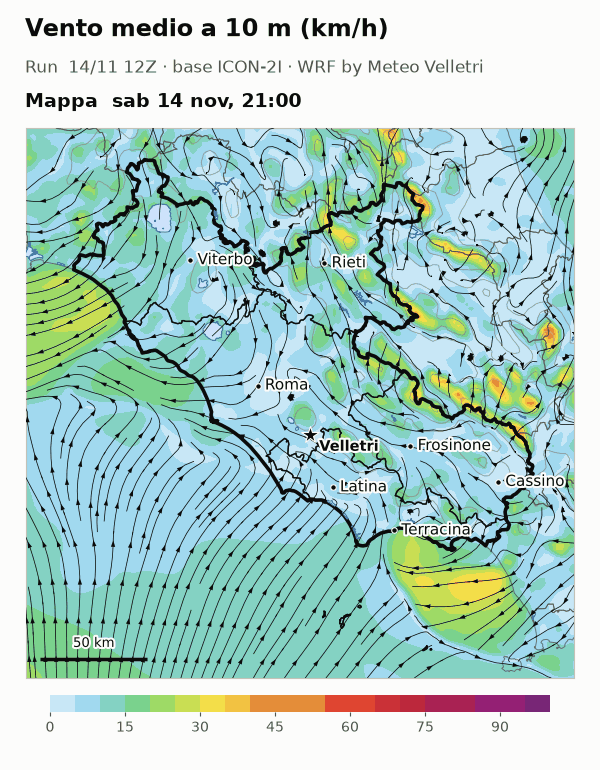 Vento medio a 10 m (km/h)
Run  14/11 12Z · base ICON-2I · WRF by Meteo Velletri
Mappa  sab 14 nov, 21:00
Viterbo
Rieti
Roma
Velletri
Frosinone
Latina
Cassino
Terracina
50 km
0 15 30 45 60 75 90